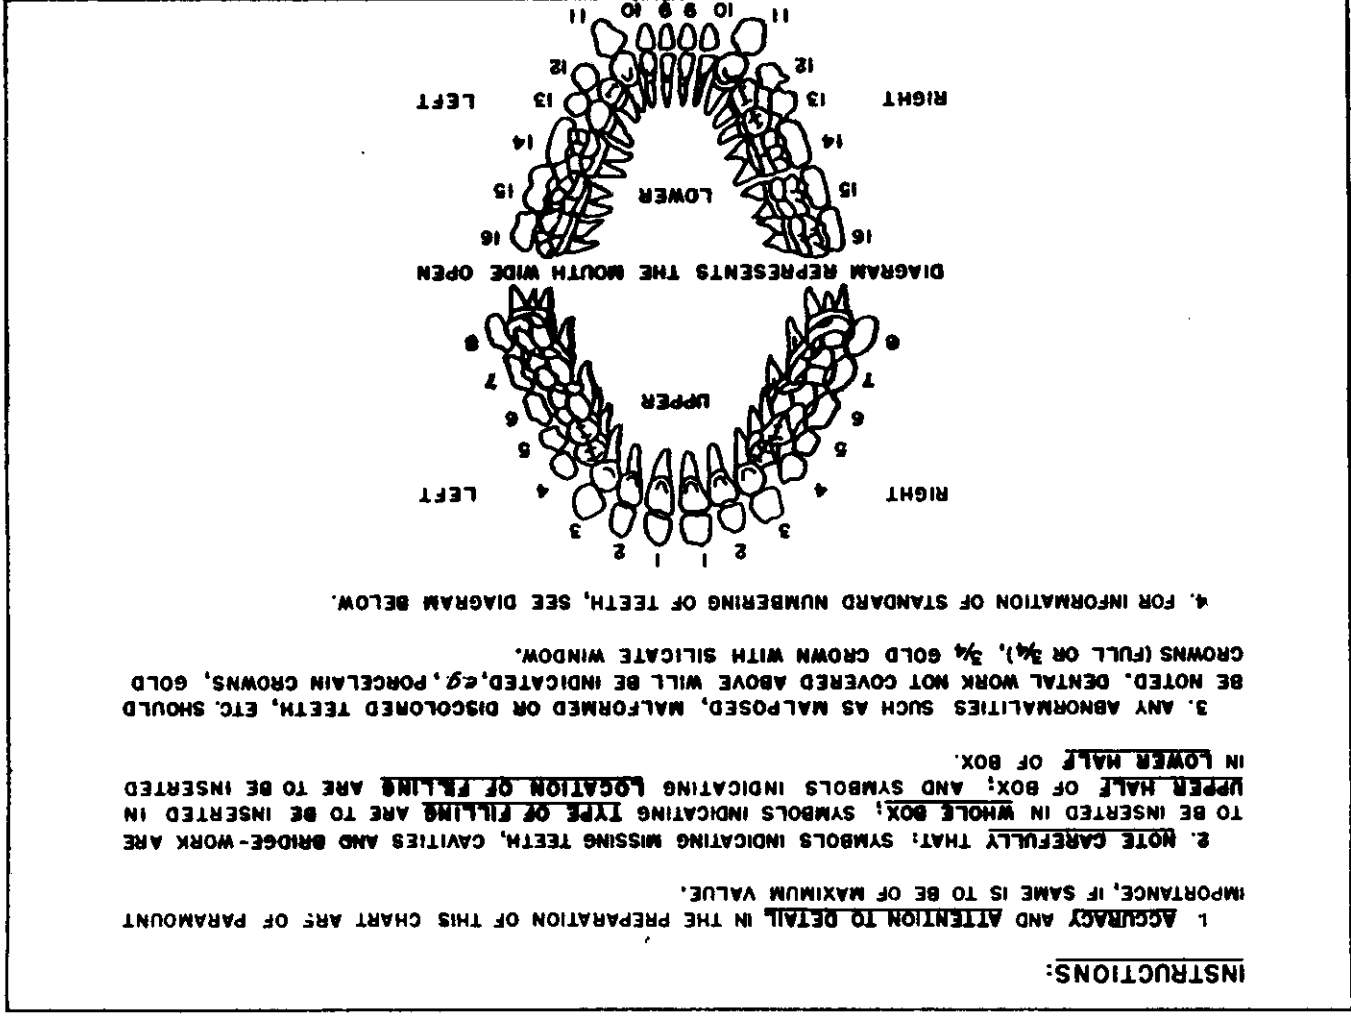 INSTRUCTIONS:
1. ACCURACY AND ATTENTION TO DETAIL IN THE PREPARATION OF THIS CHART ARE OF PARAMOUNT
IMPORTANCE, IF SAME IS TO BE OF MAXIMUM VALUE.
2. NOTE CAREFULLY THAT: SYMBOLS INDICATING MISSING TEETH, CAVITIES AND BRIDGE-WORK ARE
TO BE INSERTED IN WHOLE BOX; SYMBOLS INDICATING TYPE OF FILLING ARE TO BE INSERTED IN
UPPER HALF OF BOX; AND SYMBOLS INDICATING LOCATION OF FILLING ARE TO BE INSERTED
IN LOWER HALF OF BOX.
3. ANY ABNORMALITIES SUCH AS MALPOSED, MALFORMED OR DISCOLORED TEETH, ETC. SHOULD
BE NOTED. DENTAL WORK NOT COVERED ABOVE WILL BE INDICATED, eg, PORCELAIN CROWNS, GOLD
CROWNS (FULL OR 3/4), 3/4 GOLD CROWN WITH SILICATE WINDOW.
4. FOR INFORMATION OF STANDARD NUMBERING OF TEETH, SEE DIAGRAM BELOW.
1 1
2 2
3 3
RIGHT 4 4 LEFT
5 5
6 6
UPPER
7 7
8 8
DIAGRAM REPRESENTS THE MOUTH WIDE OPEN
16 16
15 LOWER 15
14 14
RIGHT 13 13 LEFT
12 12
11 10 9 9 10 11